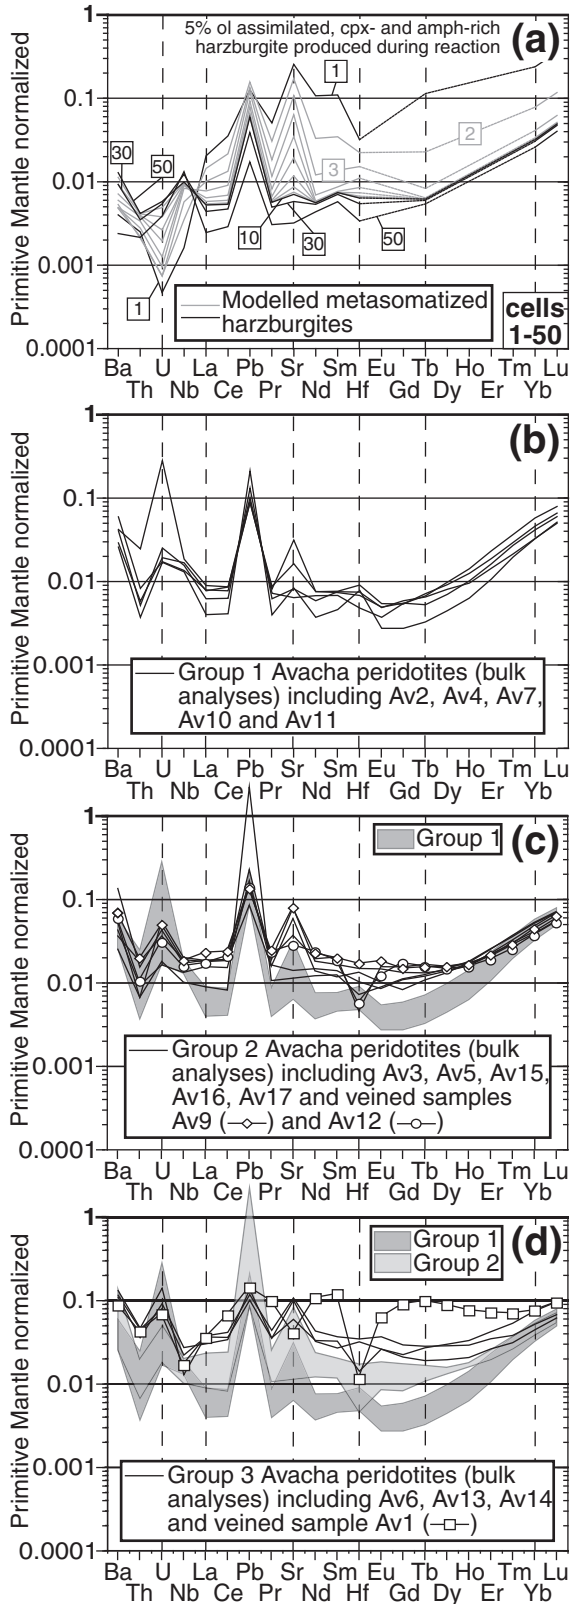 5% ol assimilated, cpx- and amph-rich
harzburgite produced during reaction
(a)
Primitive Mantle normalized
0.1
0.01
0.001
0.0001
1
30
50
2
3
10
30
50
1
Modelled metasomatized
harzburgites
cells
1-50
Ba U La Pb Sr Sm Eu Tb Ho Tm Lu
Th Nb Ce Pr Nd Hf Gd Dy Er Yb
(b)
Primitive Mantle normalized
1
0.1
0.01
0.001
0.0001
Group 1 Avacha peridotites (bulk
analyses) including Av2, Av4, Av7,
Av10 and Av11
Ba U La Pb Sr Sm Eu Tb Ho Tm Lu
Th Nb Ce Pr Nd Hf Gd Dy Er Yb
(c)
Primitive Mantle normalized
1
0.1
0.01
0.001
0.0001
Group 1
Group 2 Avacha peridotites (bulk
analyses) including Av3, Av5, Av15,
Av16, Av17 and veined samples
Av9 (–◇–) and Av12 (–○–)
Ba U La Pb Sr Sm Eu Tb Ho Tm Lu
Th Nb Ce Pr Nd Hf Gd Dy Er Yb
(d)
Primitive Mantle normalized
1
0.1
0.01
0.001
0.0001
Group 1
Group 2
Group 3 Avacha peridotites (bulk
analyses) including Av6, Av13, Av14
and veined sample Av1 (–□–)
Ba U La Pb Sr Sm Eu Tb Ho Tm Lu
Th Nb Ce Pr Nd Hf Gd Dy Er Yb